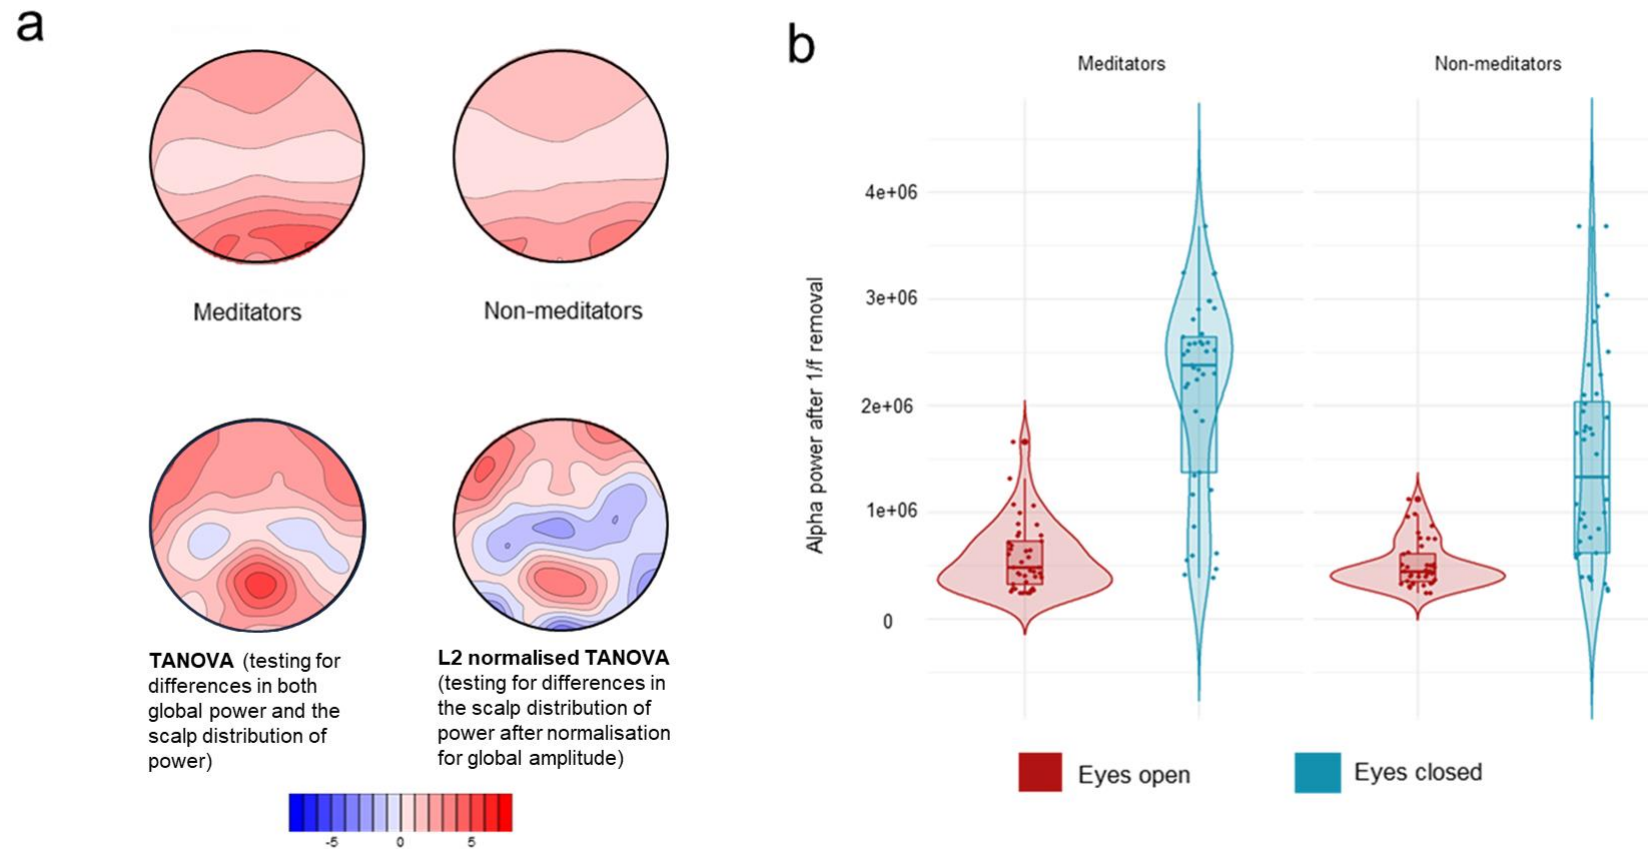 a
Meditators
Non-meditators
TANOVA (testing for
differences in both
global power and the
scalp distribution of
power)
L2 normalised TANOVA
(testing for differences in
the scalp distribution of
power after normalisation
for global amplitude)
-5
0
5
b
Meditators
Non-meditators
Alpha power after 1/f removal
4e+06
3e+06
2e+06
1e+06
0
Eyes open
Eyes closed